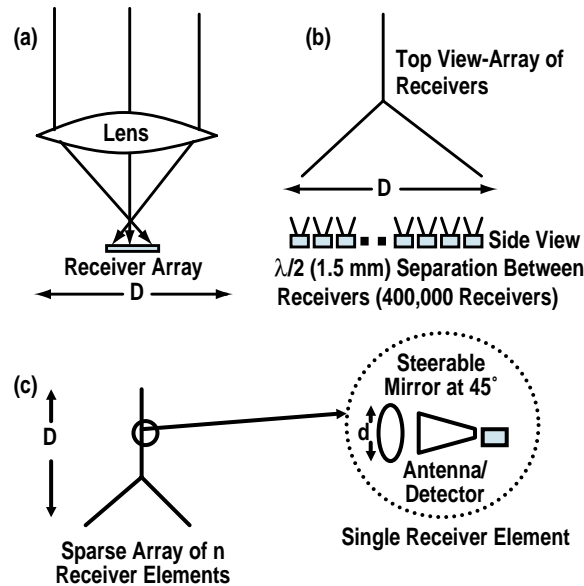 (a)
Lens
Receiver Array
D
(b)
Top View-Array of
Receivers
D
Side View
λ/2 (1.5 mm) Separation Between
Receivers (400,000 Receivers)
(c)
D
Sparse Array of n
Receiver Elements
Steerable
Mirror at 45°
d
Antenna/
Detector
Single Receiver Element